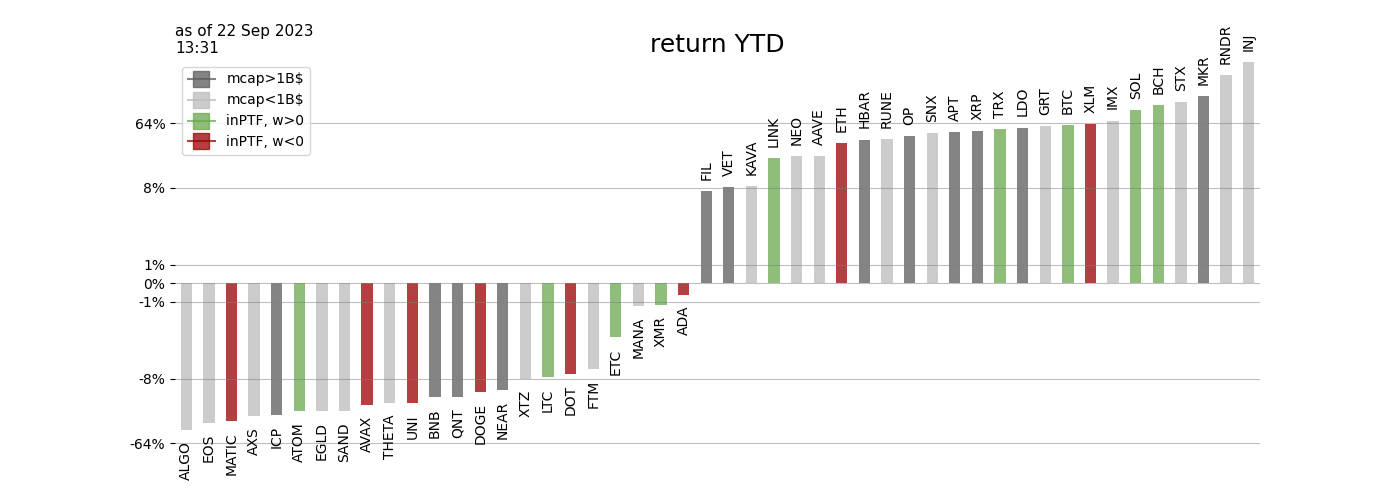 as of 22 Sep 2023
13:31
return YTD
mcap>1B$
mcap<1B$
inPTF, w>0
inPTF, w<0
64%
8%
1%
0%
-1%
-8%
-64%
ALGO
EOS
MATIC
AXS
ICP
ATOM
EGLD
SAND
AVAX
THETA
UNI
BNB
QNT
DOGE
NEAR
XTZ
LTC
DOT
FTM
ETC
MANA
XMR
ADA
FIL
VET
KAVA
LINK
NEO
AAVE
ETH
HBAR
RUNE
OP
SNX
APT
XRP
TRX
LDO
GRT
BTC
XLM
IMX
SOL
BCH
STX
MKR
RNDR
INJ